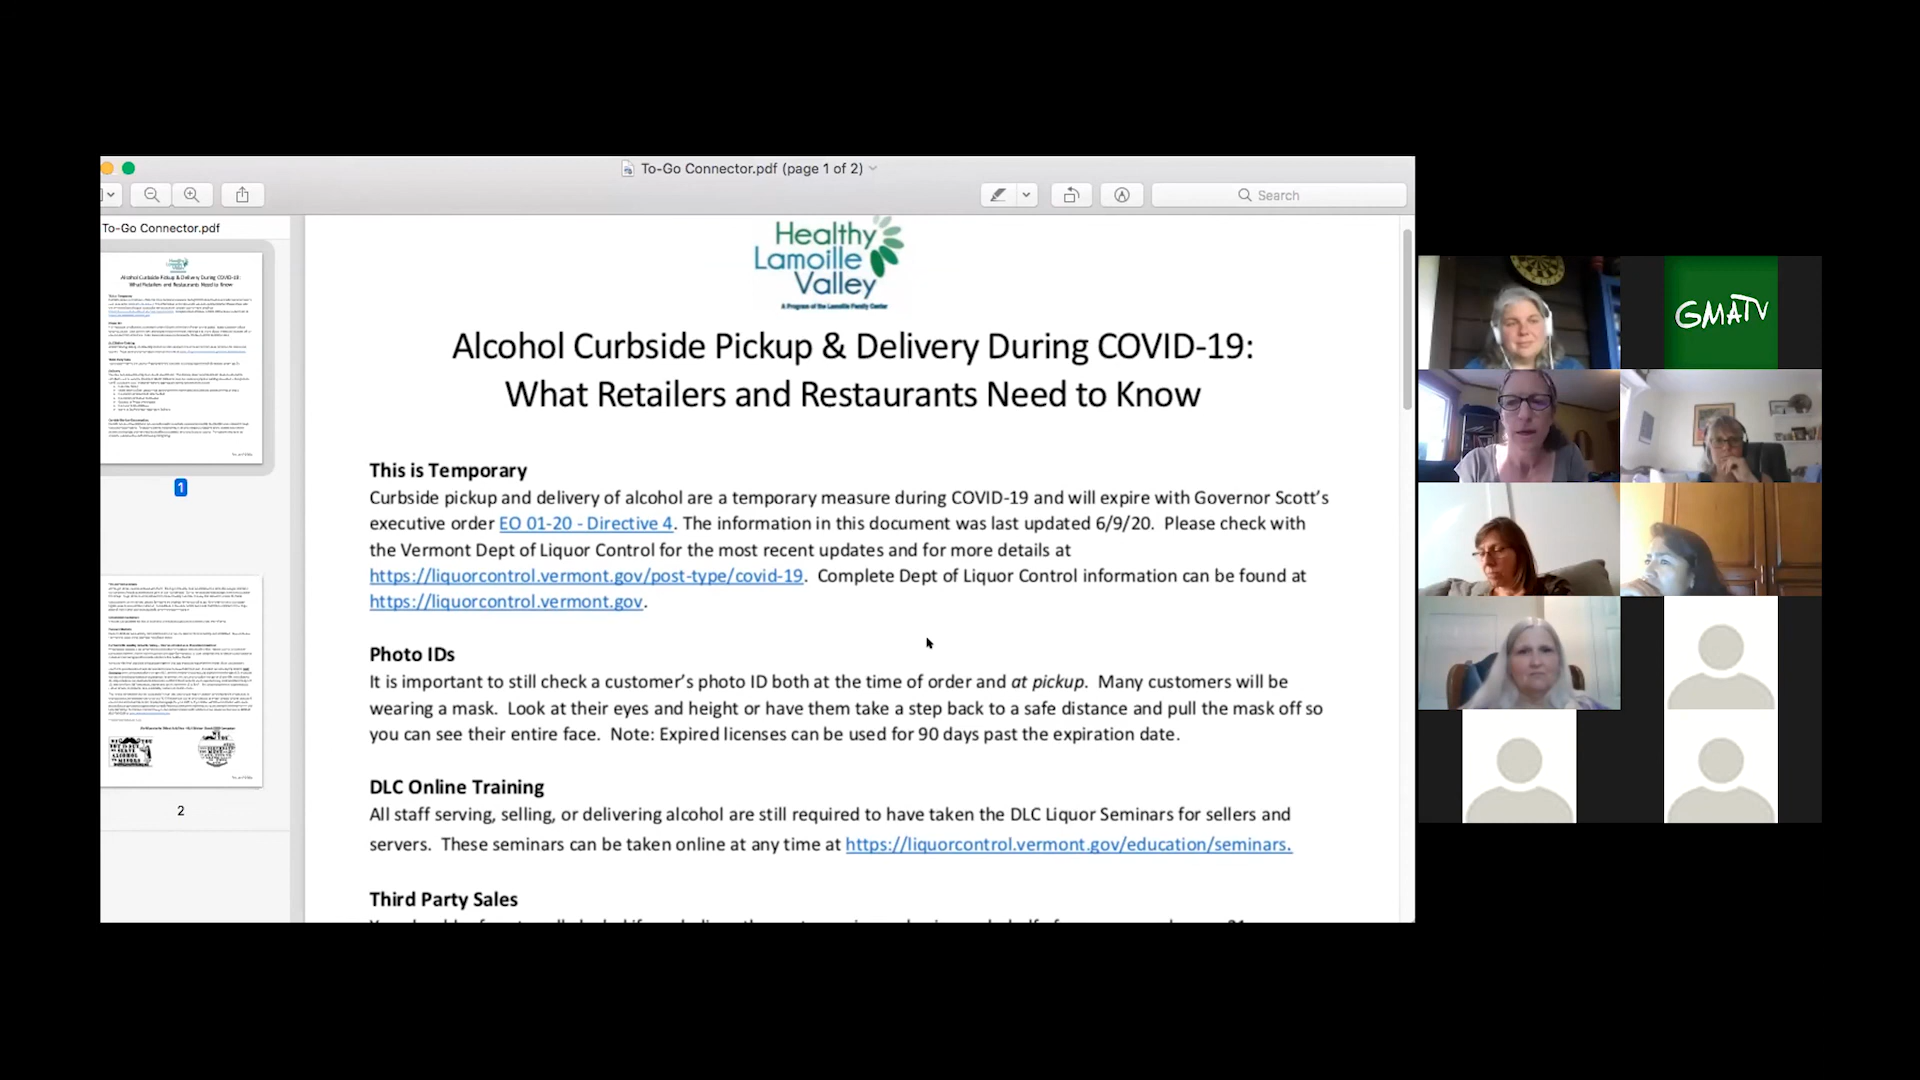 To-Go Connector.pdf (page 1 of 2)
Search
To-Go Connector.pdf
1
2
Healthy
Lamoille
Valley
A Program of the Lamoille Family Center
Alcohol Curbside Pickup & Delivery During COVID-19:
What Retailers and Restaurants Need to Know
This is Temporary
Curbside pickup and delivery of alcohol are a temporary measure during COVID-19 and will expire with Governor Scott’s
executive order EO 01-20 - Directive 4. The information in this document was last updated 6/9/20. Please check with
the Vermont Dept of Liquor Control for the most recent updates and for more details at
https://liquorcontrol.vermont.gov/post-type/covid-19. Complete Dept of Liquor Control information can be found at
https://liquorcontrol.vermont.gov.
Photo IDs
It is important to still check a customer’s photo ID both at the time of order and at pickup. Many customers will be
wearing a mask. Look at their eyes and height or have them take a step back to a safe distance and pull the mask off so
you can see their entire face. Note: Expired licenses can be used for 90 days past the expiration date.
DLC Online Training
All staff serving, selling, or delivering alcohol are still required to have taken the DLC Liquor Seminars for sellers and
servers. These seminars can be taken online at any time at https://liquorcontrol.vermont.gov/education/seminars.
Third Party Sales
GMATV